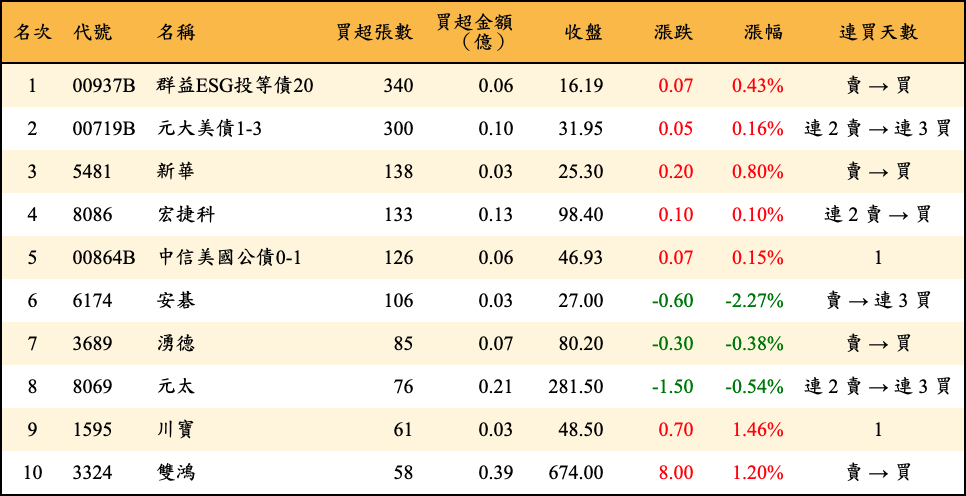 名次 代號 名稱 買超張數 買超金額（億） 收盤 漲跌 漲幅 連買天數
1 00937B 群益ESG投等債20 340 0.06 16.19 0.07 0.43% 賣 → 買
2 00719B 元大美債1-3 300 0.10 31.95 0.05 0.16% 連 2 賣 → 連 3 買
3 5481 新華 138 0.03 25.30 0.20 0.80% 賣 → 買
4 8086 宏捷科 133 0.13 98.40 0.10 0.10% 連 2 賣 → 買
5 00864B 中信美國公債0-1 126 0.06 46.93 0.07 0.15% 1
6 6174 安碁 106 0.03 27.00 -0.60 -2.27% 賣 → 連 3 買
7 3689 湧德 85 0.07 80.20 -0.30 -0.38% 賣 → 買
8 8069 元太 76 0.21 281.50 -1.50 -0.54% 連 2 賣 → 連 3 買
9 1595 川寶 61 0.03 48.50 0.70 1.46% 1
10 3324 雙鴻 58 0.39 674.00 8.00 1.20% 賣 → 買